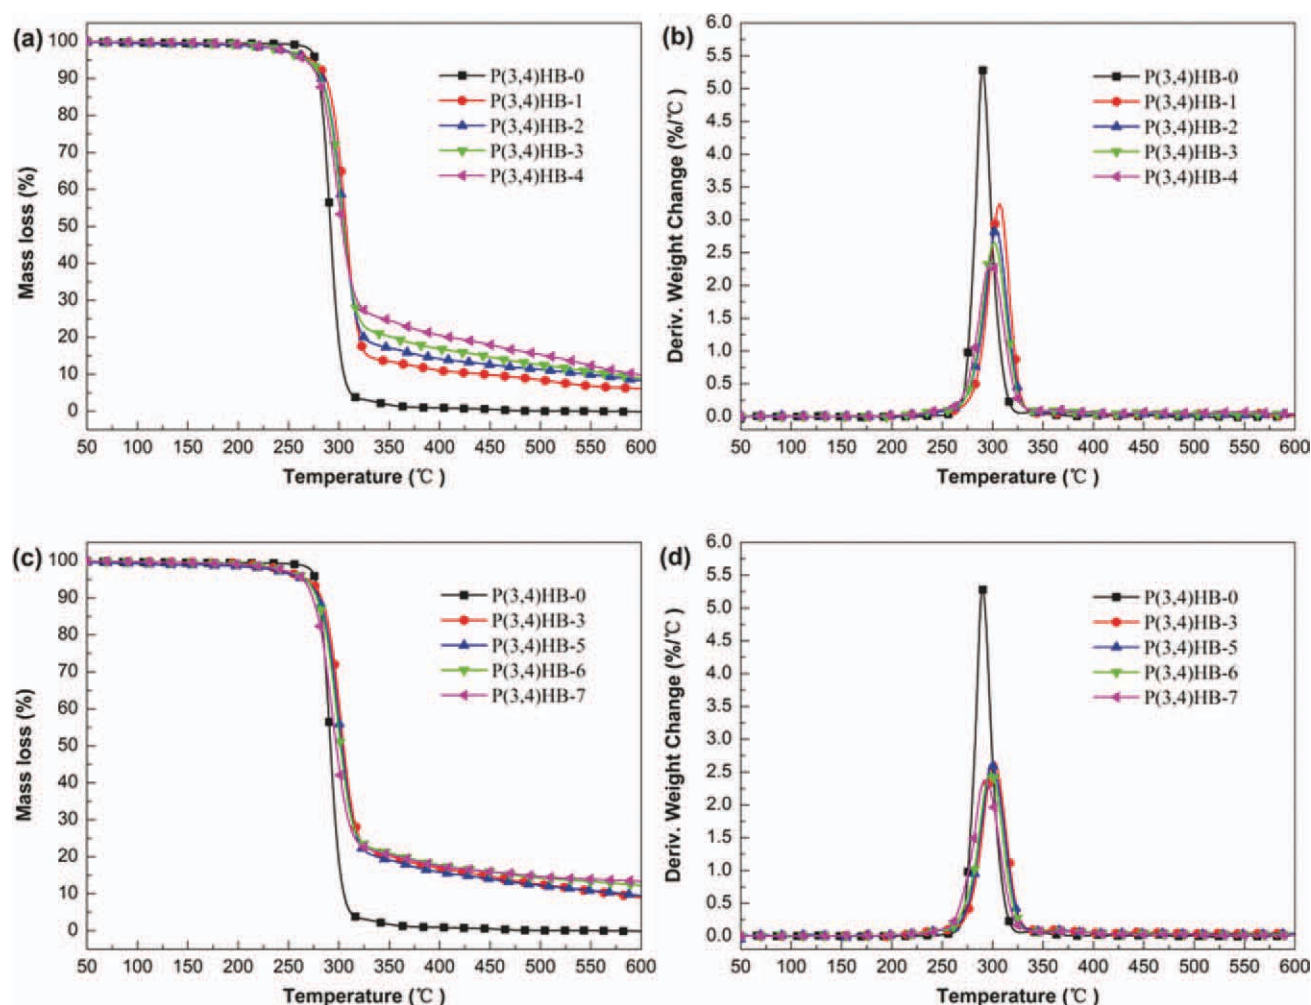 (a)
100
90
80
70
60
50
40
30
20
10
0
Mass loss (%)
P(3,4)HB-0
P(3,4)HB-1
P(3,4)HB-2
P(3,4)HB-3
P(3,4)HB-4
50 100 150 200 250 300 350 400 450 500 550 600
Temperature (℃)
(b)
6.0
5.5
5.0
4.5
4.0
3.5
3.0
2.5
2.0
1.5
1.0
0.5
0.0
Deriv. Weight Change (%/℃)
P(3,4)HB-0
P(3,4)HB-1
P(3,4)HB-2
P(3,4)HB-3
P(3,4)HB-4
50 100 150 200 250 300 350 400 450 500 550 600
Temperature (℃)
(c)
100
90
80
70
60
50
40
30
20
10
0
Mass loss (%)
P(3,4)HB-0
P(3,4)HB-3
P(3,4)HB-5
P(3,4)HB-6
P(3,4)HB-7
50 100 150 200 250 300 350 400 450 500 550 600
Temperature (℃)
(d)
6.0
5.5
5.0
4.5
4.0
3.5
3.0
2.5
2.0
1.5
1.0
0.5
0.0
Deriv. Weight Change (%/℃)
P(3,4)HB-0
P(3,4)HB-3
P(3,4)HB-5
P(3,4)HB-6
P(3,4)HB-7
50 100 150 200 250 300 350 400 450 500 550 600
Temperature (℃)